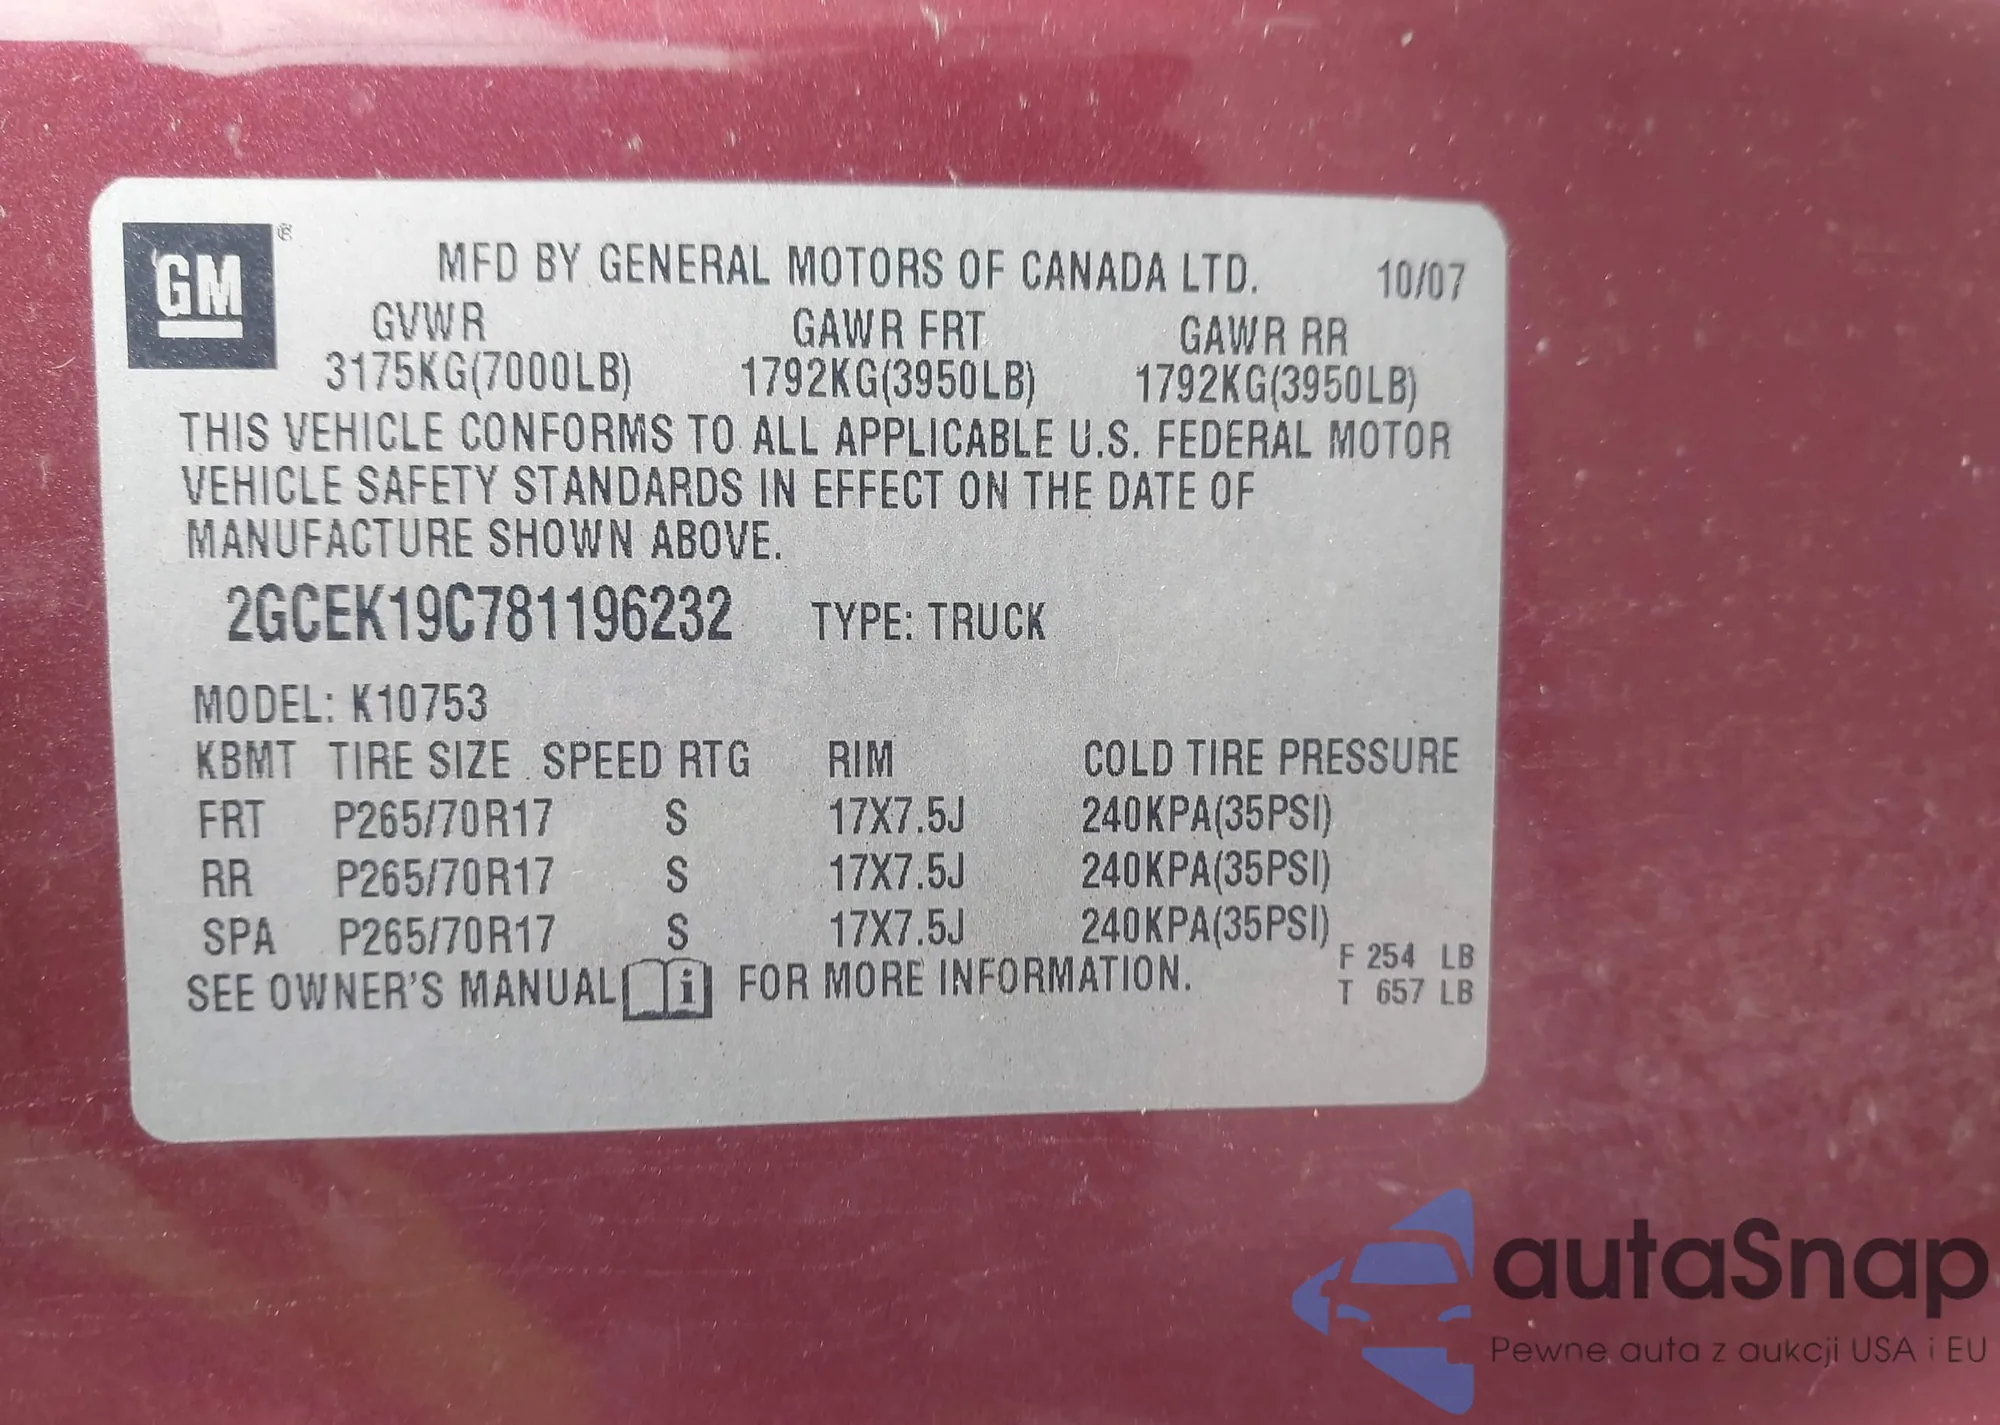 GM
MFD BY GENERAL MOTORS OF CANADA LTD. 10/07
GVWR GAWR FRT GAWR RR
3175KG(7000LB) 1792KG(3950LB) 1792KG(3950LB)
THIS VEHICLE CONFORMS TO ALL APPLICABLE U.S. FEDERAL MOTOR
VEHICLE SAFETY STANDARDS IN EFFECT ON THE DATE OF
MANUFACTURE SHOWN ABOVE.
2GCEK19C781196232 TYPE: TRUCK
MODEL: K10753
KBMT TIRE SIZE SPEED RTG RIM COLD TIRE PRESSURE
FRT P265/70R17 S 17X7.5J 240KPA(35PSI)
RR P265/70R17 S 17X7.5J 240KPA(35PSI)
SPA P265/70R17 S 17X7.5J 240KPA(35PSI)
F 254 LB
SEE OWNER'S MANUAL i FOR MORE INFORMATION. T 657 LB
autaSnap
Pewne auta z aukcji USA i EU